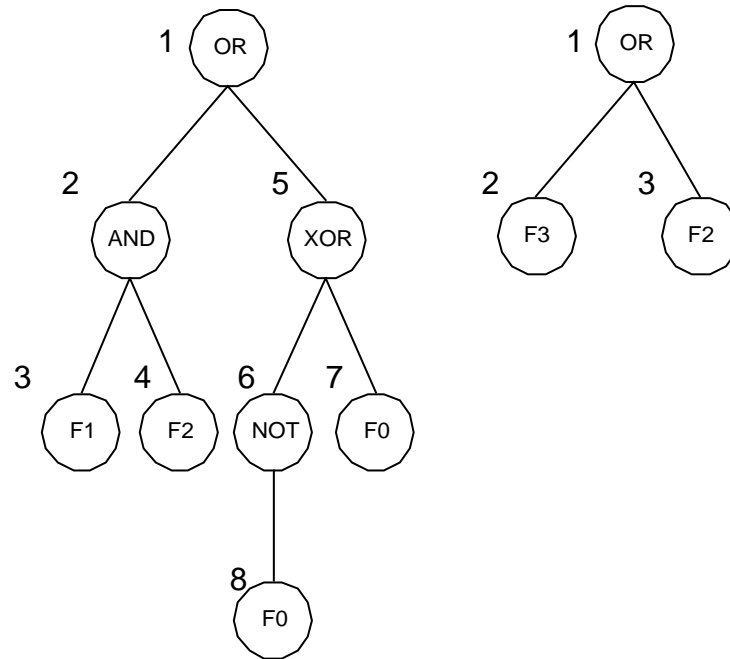 1 OR
1 OR
2 AND
5 XOR
2 F3
3 F2
3 F1
4 F2
6 NOT
7 F0
8 F0